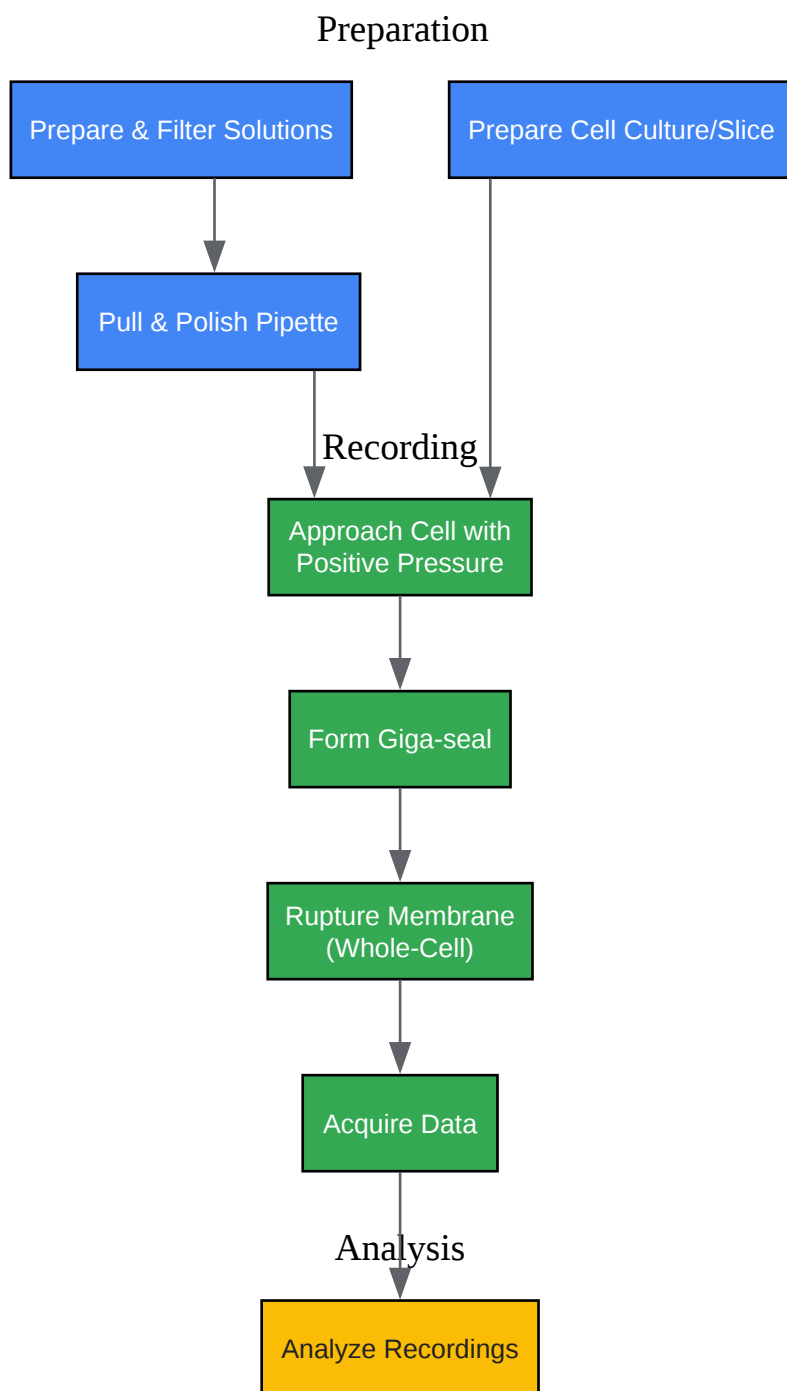 Preparation
Prepare & Filter Solutions
Prepare Cell Culture/Slice
Pull & Polish Pipette
Recording
Approach Cell with
Positive Pressure
Form Giga-seal
Rupture Membrane
(Whole-Cell)
Acquire Data
Analysis
Analyze Recordings